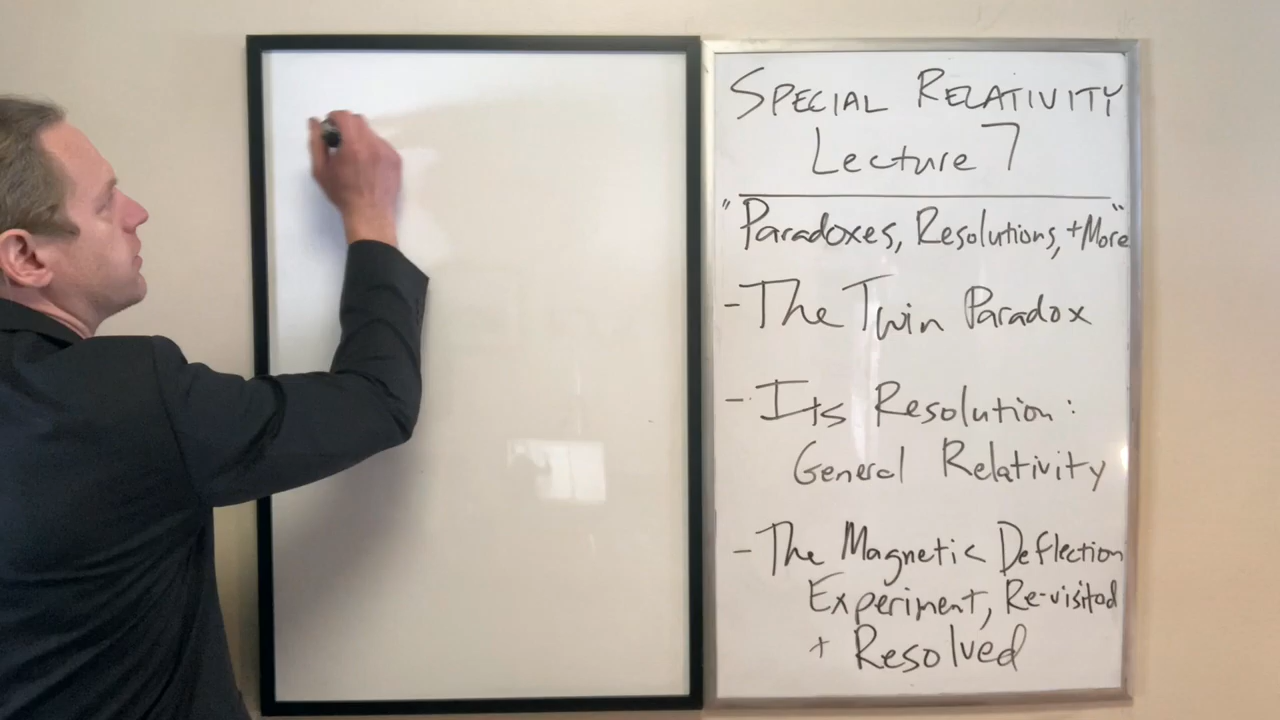 SPECIAL RELATIVITY
Lecture 7
"Paradoxes, Resolutions, + More"
- The Twin Paradox
- Its Resolution:
General Relativity
- The Magnetic Deflection
Experiment, Re-visited
+ Resolved